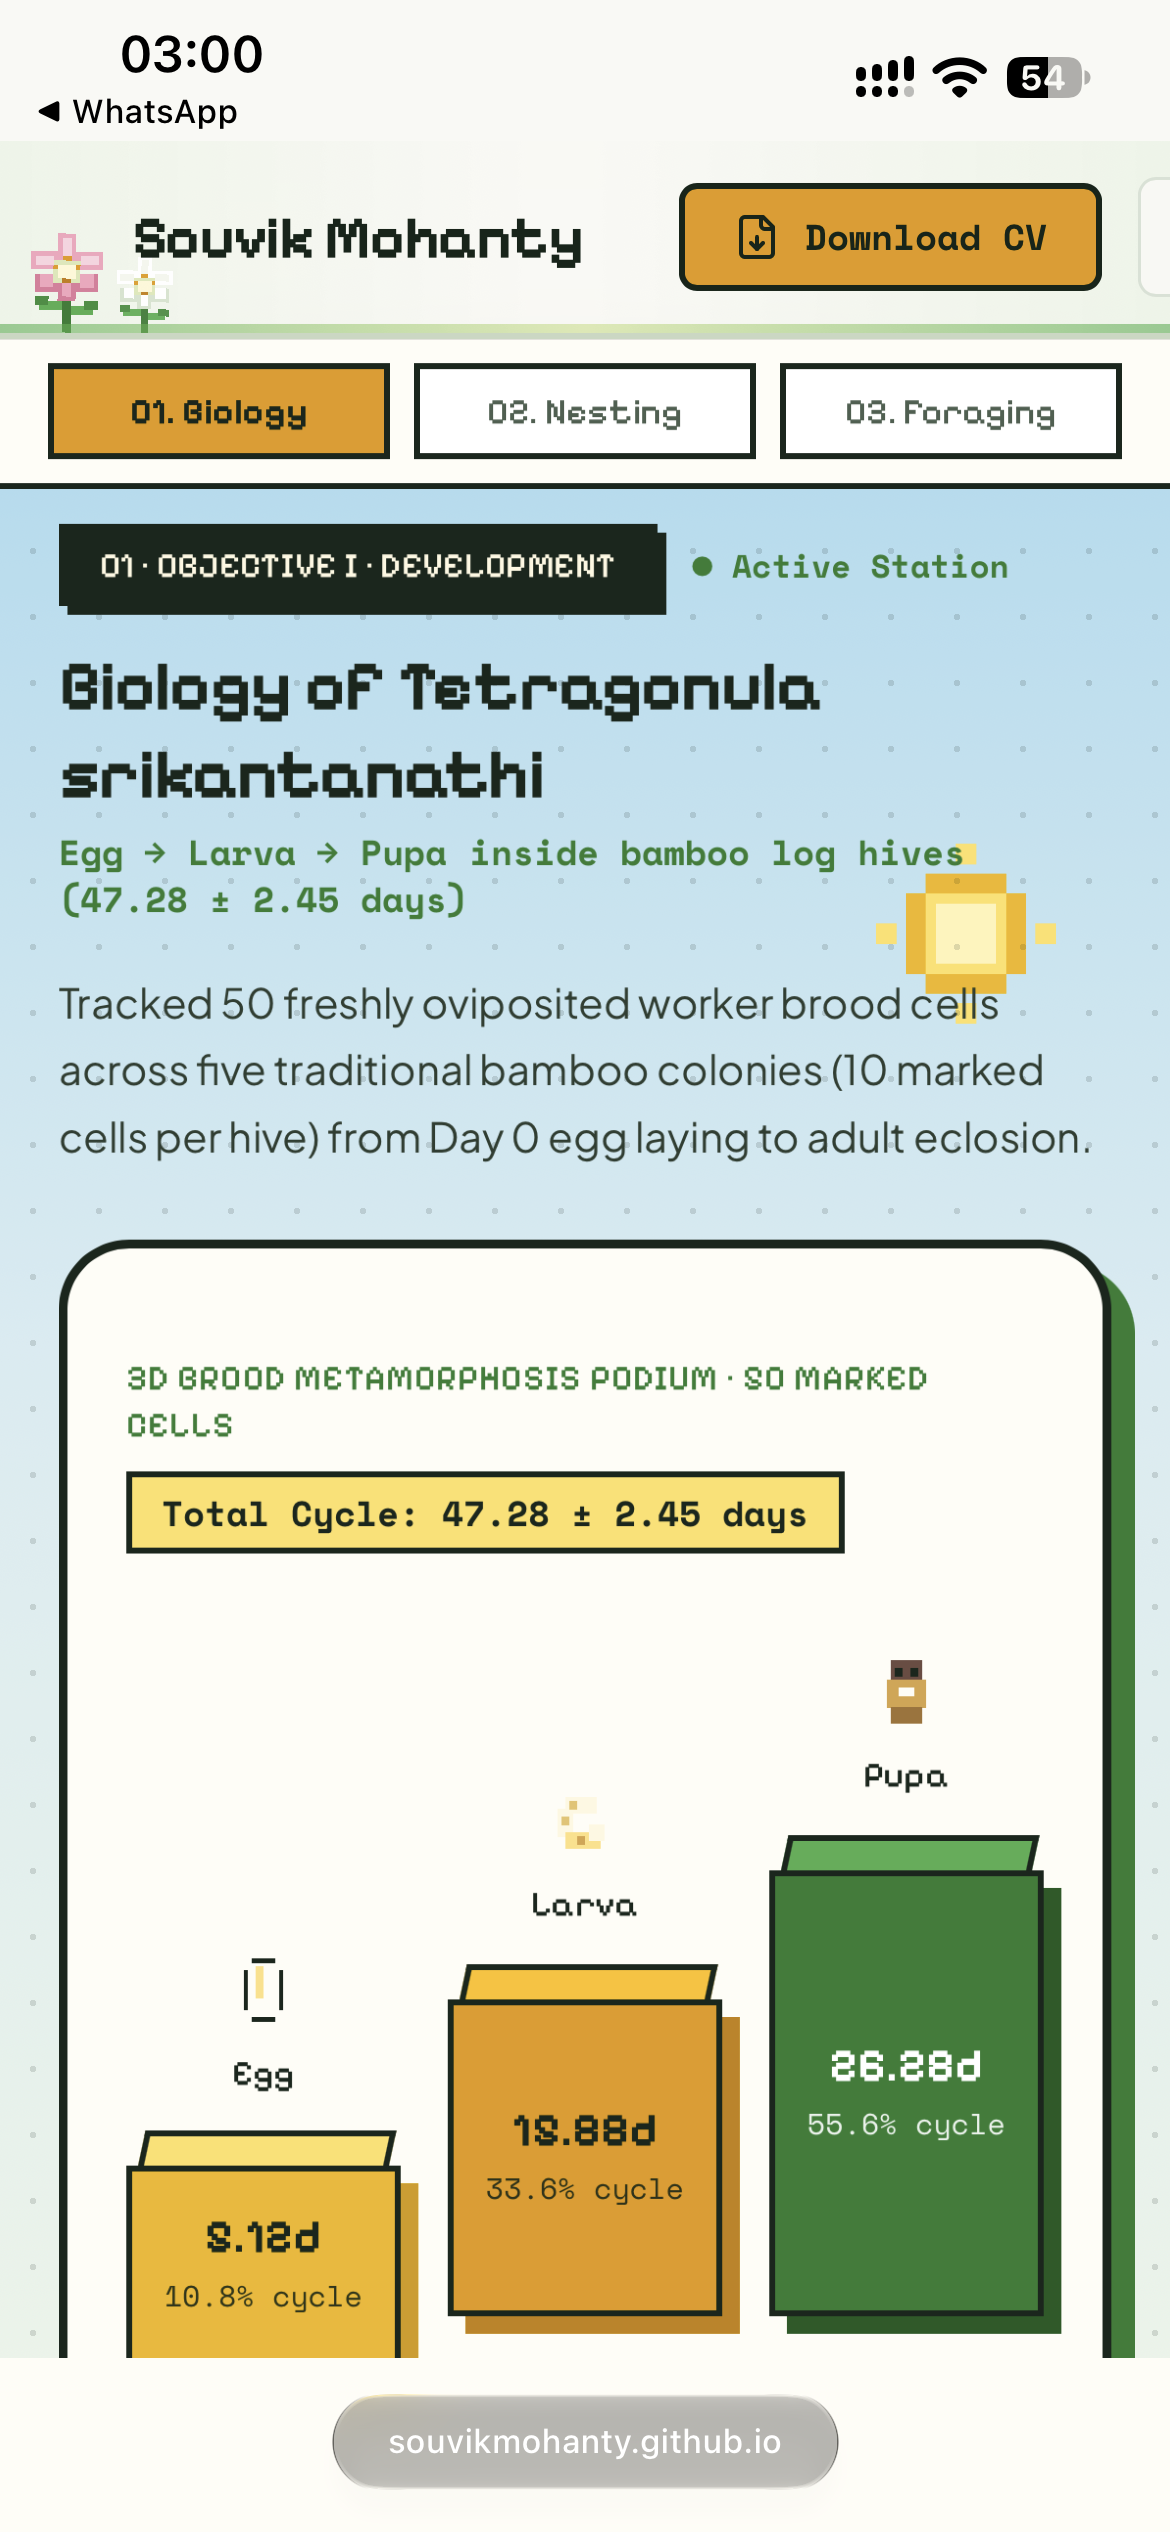 03:00
54
◀ WhatsApp
Souvik Mohanty
Download CV
01. Biology
02. Nesting
03. Foraging
01 · OBJECTIVE I · DEVELOPMENT
● Active Station
Biology of Tetragonula
srikantanathi
Egg → Larva → Pupa inside bamboo log hives
(47.28 ± 2.45 days)
Tracked 50 freshly oviposited worker brood cells
across five traditional bamboo colonies (10 marked
cells per hive) from Day 0 egg laying to adult eclosion.
3D BROOD METAMORPHOSIS PODIUM · 50 MARKED
CELLS
Total Cycle: 47.28 ± 2.45 days
Pupa
Larva
Egg
26.28d
55.6% cycle
15.88d
33.6% cycle
5.12d
10.8% cycle
souvikmohanty.github.io